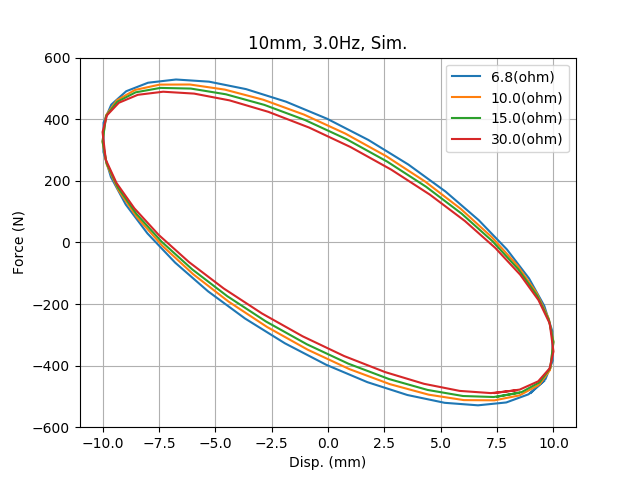 10mm, 3.0Hz, Sim.
6.8(ohm)
10.0(ohm)
15.0(ohm)
30.0(ohm)
Force (N)
600
400
200
0
−200
−400
−600
−10.0 −7.5 −5.0 −2.5 0.0 2.5 5.0 7.5 10.0
Disp. (mm)